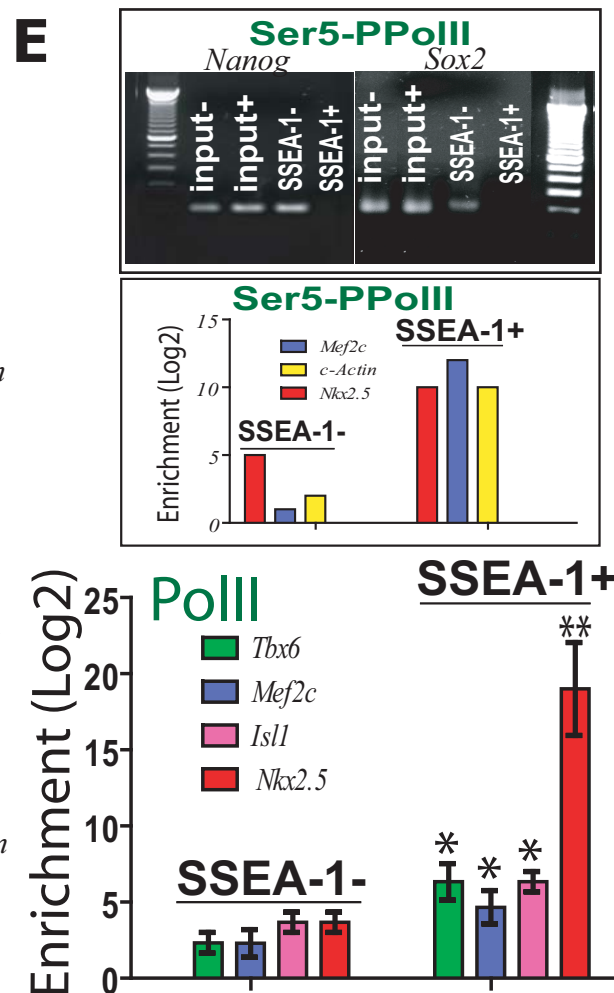 E
Ser5-PPolII
Nanog
Sox2
input-
input+
SSEA-1-
SSEA-1+
input-
input+
SSEA-1-
SSEA-1+
Ser5-PPolII
Enrichment (Log2)
15
10
5
0
Mef2c
c-Actin
Nkx2.5
SSEA-1-
SSEA-1+
n
PolII
Enrichment (Log2)
25
20
15
10
5
0
Tbx6
Mef2c
Isl1
Nkx2.5
SSEA-1-
SSEA-1+
*
*
*
**
n